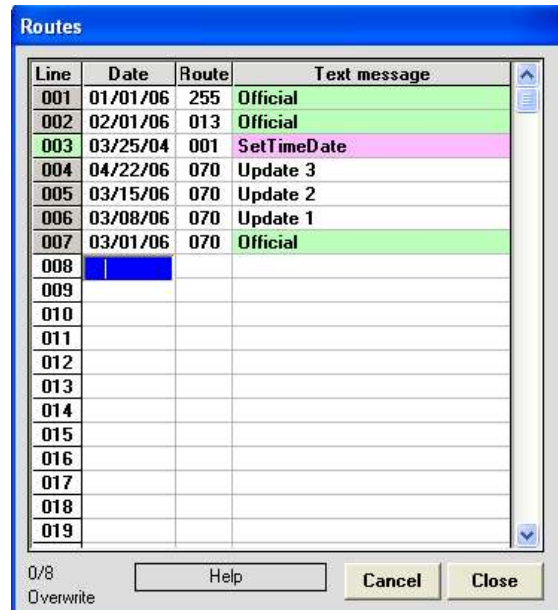 Routes
Line Date Route Text message
001 01/01/06 255 Official
002 02/01/06 013 Official
003 03/25/04 001 SetTimeDate
004 04/22/06 070 Update 3
005 03/15/06 070 Update 2
006 03/08/06 070 Update 1
007 03/01/06 070 Official
008
009
010
011
012
013
014
015
016
017
018
019
0/8 Help Cancel Close
Overwrite